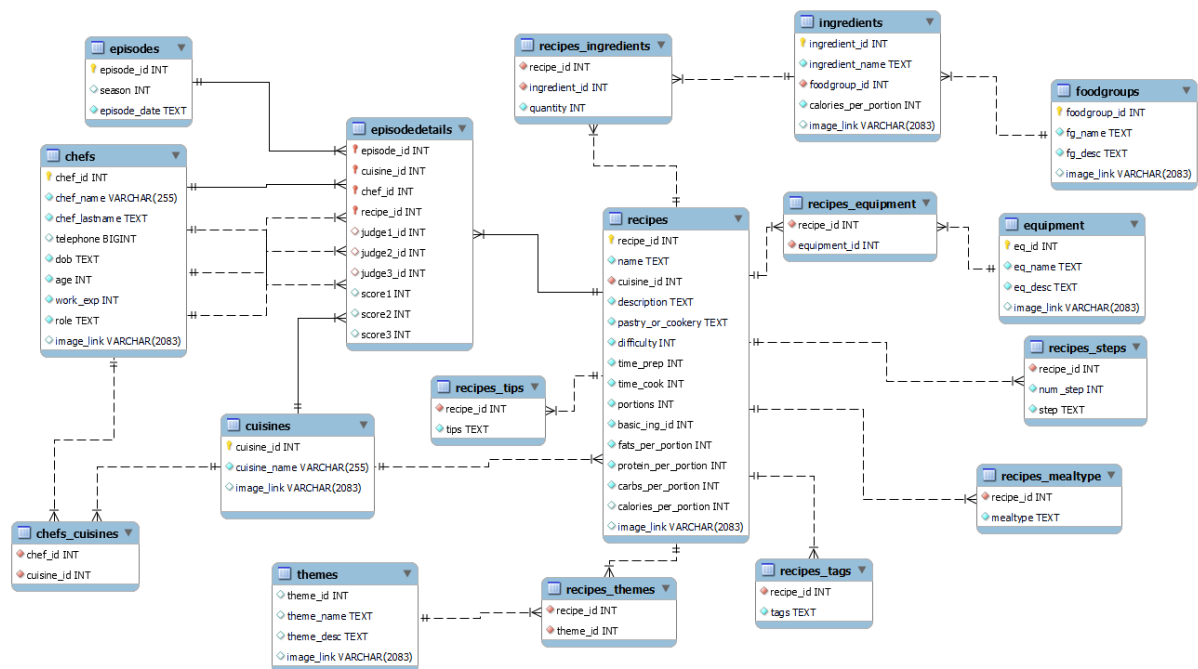 episodes
episode_id INT
season INT
episode_date TEXT
chefs
chef_id INT
chef_name VARCHAR(255)
chef_lastname TEXT
telephone BIGINT
dob TEXT
age INT
work_exp INT
role TEXT
image_link VARCHAR(2083)
episodedetails
episode_id INT
cuisine_id INT
chef_id INT
recipe_id INT
judge1_id INT
judge2_id INT
judge3_id INT
score1 INT
score2 INT
score3 INT
recipes_ingredients
recipe_id INT
ingredient_id INT
quantity INT
ingredients
ingredient_id INT
ingredient_name TEXT
foodgroup_id INT
calories_per_portion INT
image_link VARCHAR(2083)
foodgroups
foodgroup_id INT
fg_name TEXT
fg_desc TEXT
image_link VARCHAR(2083)
recipes
recipe_id INT
name TEXT
cuisine_id INT
description TEXT
pastry_or_cookery TEXT
difficulty INT
time_prep INT
time_cook INT
portions INT
basic_ing_id INT
fats_per_portion INT
protein_per_portion INT
carbs_per_portion INT
calories_per_portion INT
image_link VARCHAR(2083)
recipes_equipment
recipe_id INT
equipment_id INT
equipment
eq_id INT
eq_name TEXT
eq_desc TEXT
image_link VARCHAR(2083)
recipes_steps
recipe_id INT
num_step INT
step TEXT
recipes_tips
recipe_id INT
tips TEXT
cuisines
cuisine_id INT
cuisine_name VARCHAR(255)
image_link VARCHAR(2083)
recipes_mealtype
recipe_id INT
mealtype TEXT
chefs_cuisines
chef_id INT
cuisine_id INT
themes
theme_id INT
theme_name TEXT
theme_desc TEXT
image_link VARCHAR(2083)
recipes_themes
recipe_id INT
theme_id INT
recipes_tags
recipe_id INT
tags TEXT